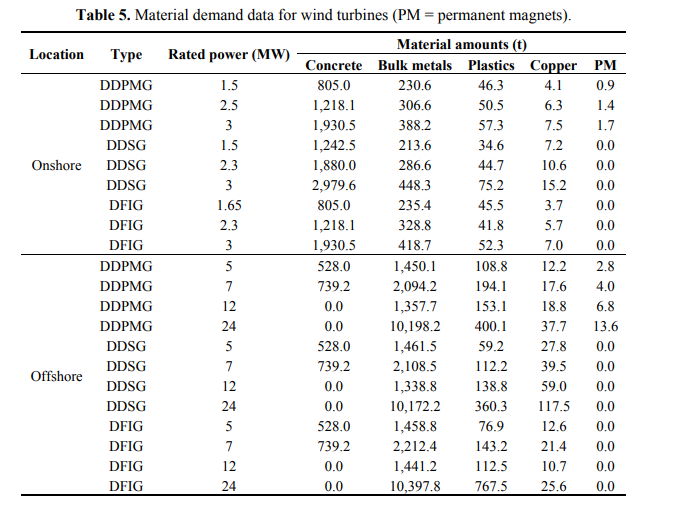 Table 5. Material demand data for wind turbines (PM = permanent magnets).
Location Type Rated power (MW) Material amounts (t)
Concrete Bulk metals Plastics Copper PM
DDPMG 1.5 805.0 230.6 46.3 4.1 0.9
DDPMG 2.5 1,218.1 306.6 50.5 6.3 1.4
DDPMG 3 1,930.5 388.2 57.3 7.5 1.7
DDSG 1.5 1,242.5 213.6 34.6 7.2 0.0
Onshore DDSG 2.3 1,880.0 286.6 44.7 10.6 0.0
DDSG 3 2,979.6 448.3 75.2 15.2 0.0
DFIG 1.65 805.0 235.4 45.5 3.7 0.0
DFIG 2.3 1,218.1 328.8 41.8 5.7 0.0
DFIG 3 1,930.5 418.7 52.3 7.0 0.0
DDPMG 5 528.0 1,450.1 108.8 12.2 2.8
DDPMG 7 739.2 2,094.2 194.1 17.6 4.0
DDPMG 12 0.0 1,357.7 153.1 18.8 6.8
DDPMG 24 0.0 10,198.2 400.1 37.7 13.6
DDSG 5 528.0 1,461.5 59.2 27.8 0.0
Offshore DDSG 7 739.2 2,108.5 112.2 39.5 0.0
DDSG 12 0.0 1,338.8 138.8 59.0 0.0
DDSG 24 0.0 10,172.2 360.3 117.5 0.0
DFIG 5 528.0 1,458.8 76.9 12.6 0.0
DFIG 7 739.2 2,212.4 143.2 21.4 0.0
DFIG 12 0.0 1,441.2 112.5 10.7 0.0
DFIG 24 0.0 10,397.8 767.5 25.6 0.0